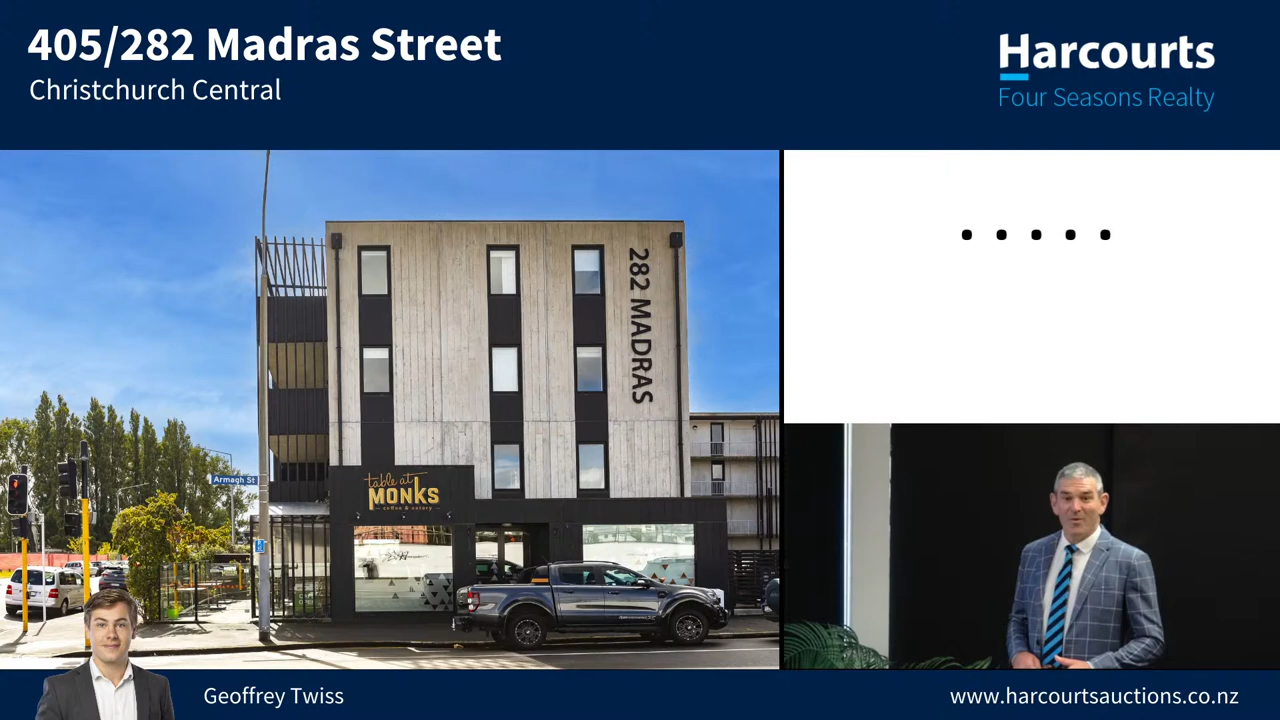 405/282 Madras Street
Christchurch Central
Harcourts
Four Seasons Realty
282 MADRAS
Armagh St
table at
MONKS
coffee & eatery
Geoffrey Twiss
www.harcourtsauctions.co.nz